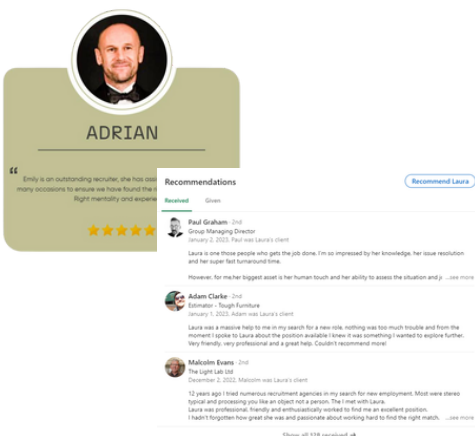 ADRIAN
“
Emily is an outstanding recruiter, she has
many occasions to ensure we have found the
Right mentality and
Recommendations
Recommend Laura
Received Given
Paul Graham · 2nd
Group Managing Director
January 2, 2023, Paul was Laura's client
Laura is one those people who gets the job done. I'm so impressed by her knowledge, her issue resolution
and her super fast turnaround time.
However, for me,her biggest asset is her human touch and her ability to assess the situation and ...see more
Adam Clarke · 2nd
Estimator - Tough Furniture
January 1, 2023, Adam was Laura's client
Laura was a massive help to me in my search for a new role, nothing was too much trouble and from the
moment I spoke to Laura about the position available I knew it was something I wanted to explore further.
Very friendly, very professional and a great help. Couldn't recommend more!
Malcolm Evans · 2nd
The Light Lab Ltd
December 2, 2022, Malcolm was Laura's client
12 years ago I tried numerous recruitment agencies in my search for new employment. Most were stereo
typical and processing you like an object not a person. The I met with Laura.
Laura was professional, friendly and enthusiastically worked to find me an excellent position.
I hadn't forgotten how great she was and passionate about working hard to find the right match. ...see more
Show all 118 received →